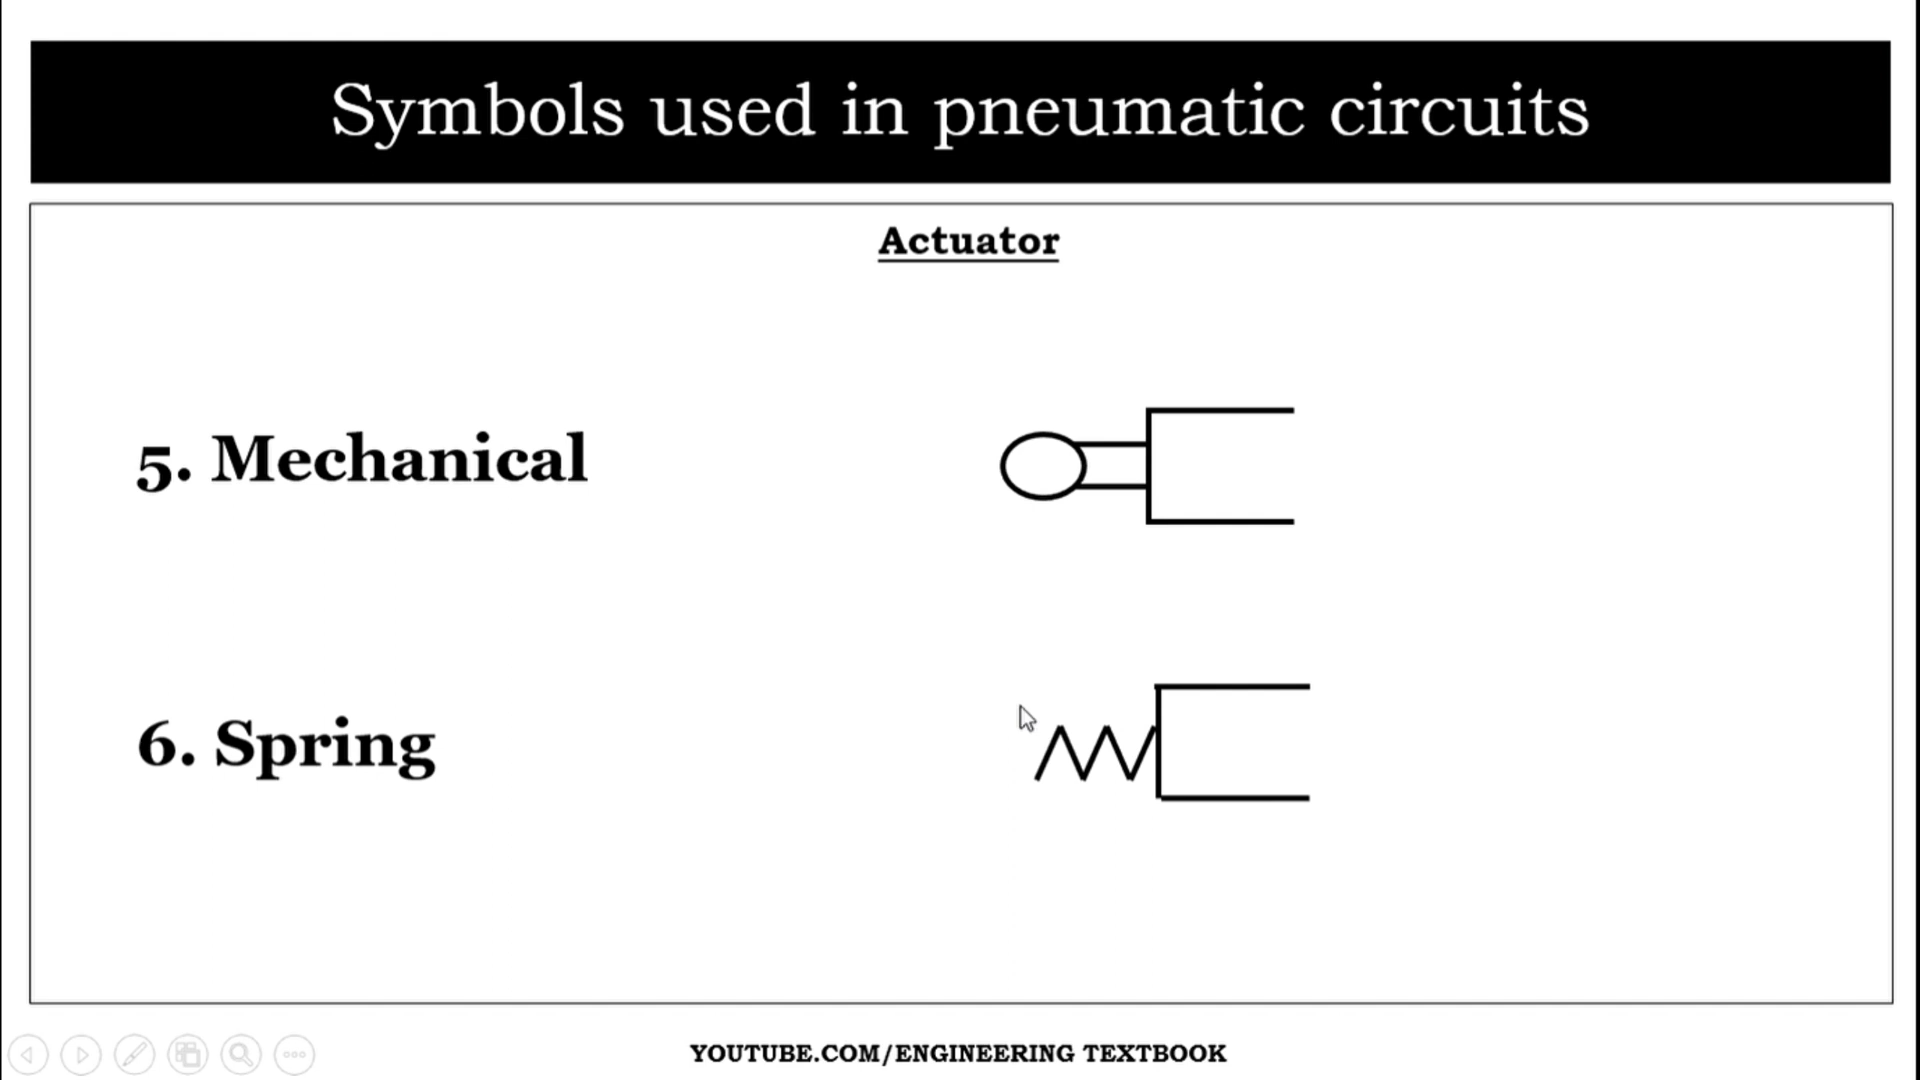 Symbols used in pneumatic circuits
Actuator
5. Mechanical
6. Spring
YOUTUBE.COM/ENGINEERING TEXTBOOK